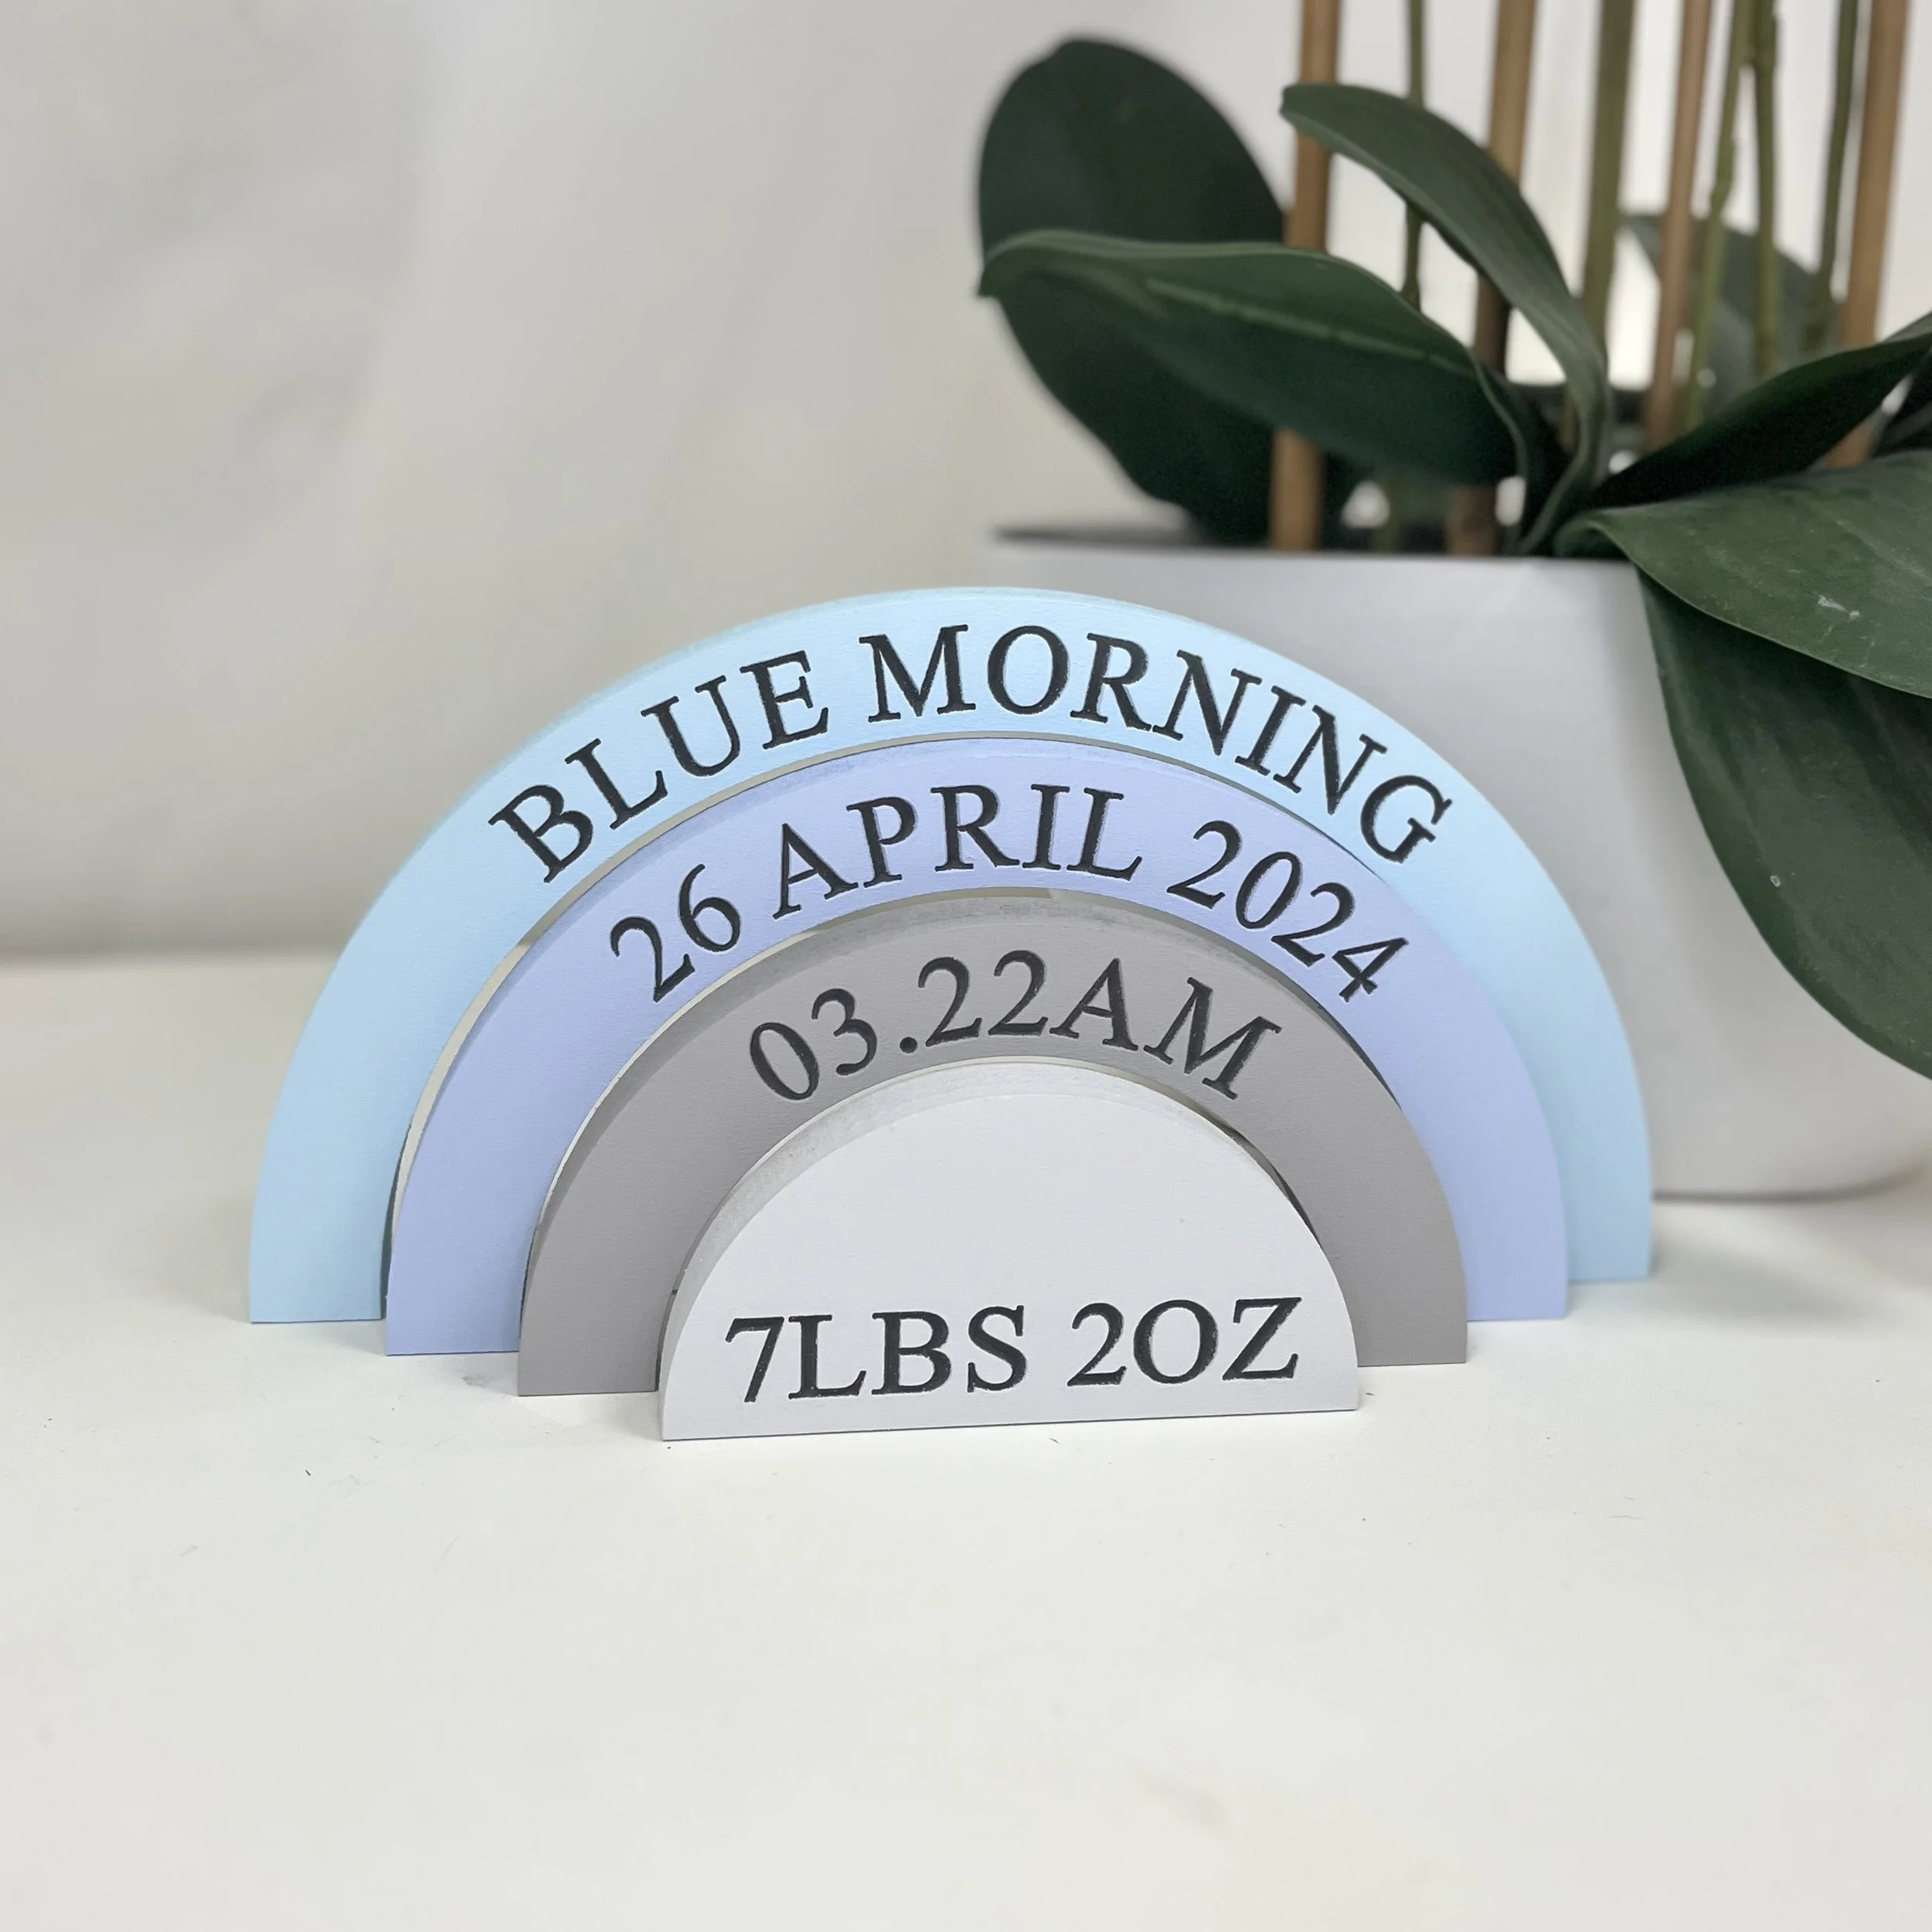 BLUE MORNING
26 APRIL 2024
03.22AM
7LBS 2OZ